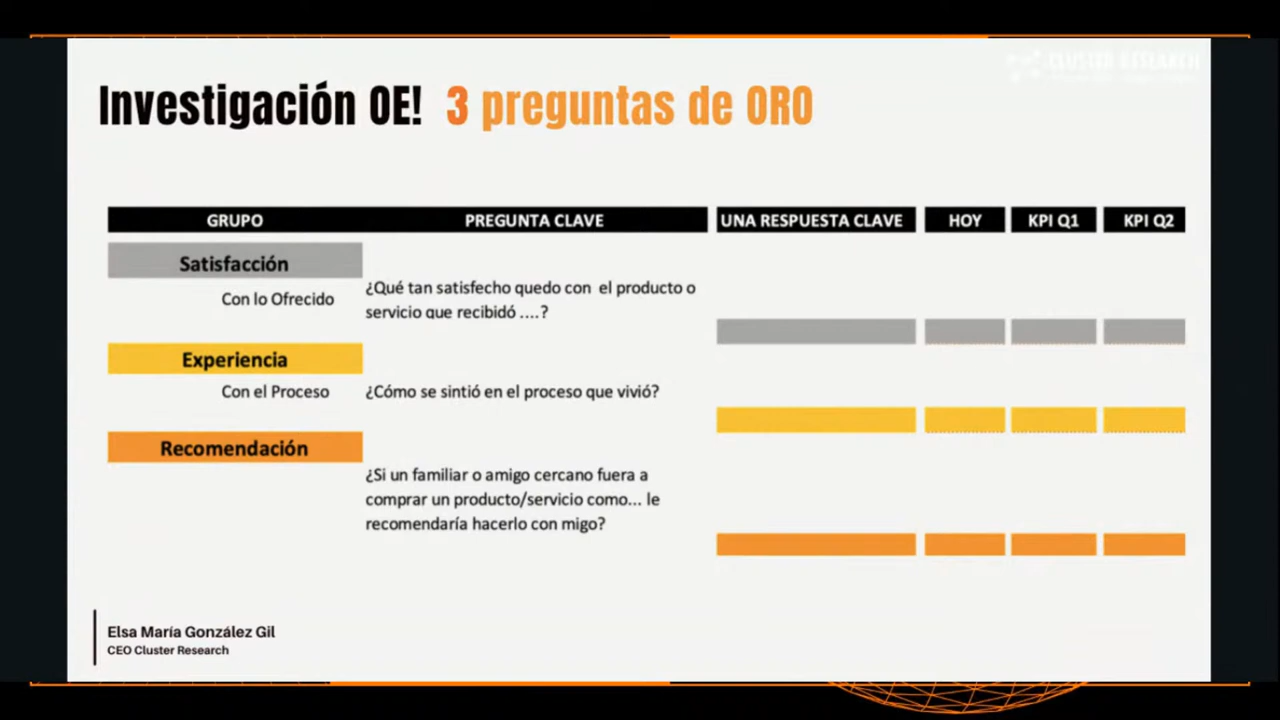 CLUSTER RESEARCH
Investigación OE! 3 preguntas de ORO
GRUPO PREGUNTA CLAVE UNA RESPUESTA CLAVE HOY KPI Q1 KPI Q2
Satisfacción
Con lo Ofrecido
¿Qué tan satisfecho quedo con el producto o
servicio que recibidó ....?
Experiencia
Con el Proceso
¿Cómo se sintió en el proceso que vivió?
Recomendación
¿Si un familiar o amigo cercano fuera a
comprar un producto/servicio como... le
recomendaría hacerlo con migo?
Elsa María González Gil
CEO Cluster Research